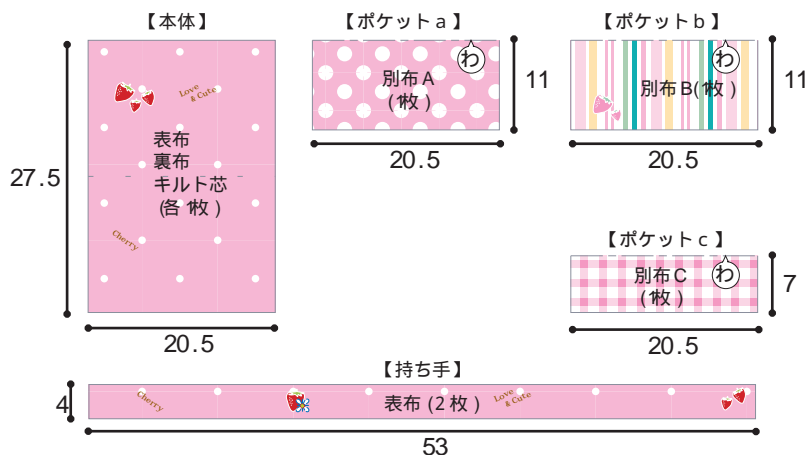 【本体】
27.5
Love
& Cute
表布
裏布
キルト芯
(各1枚)
Cherry
20.5
【ポケットa】
わ
別布A
(1枚)
11
20.5
【ポケットb】
わ
別布B(1枚)
11
20.5
【ポケットc】
わ
別布C
(1枚)
7
20.5
【持ち手】
4
Cherry
表布(2枚)
Love
& Cute
53